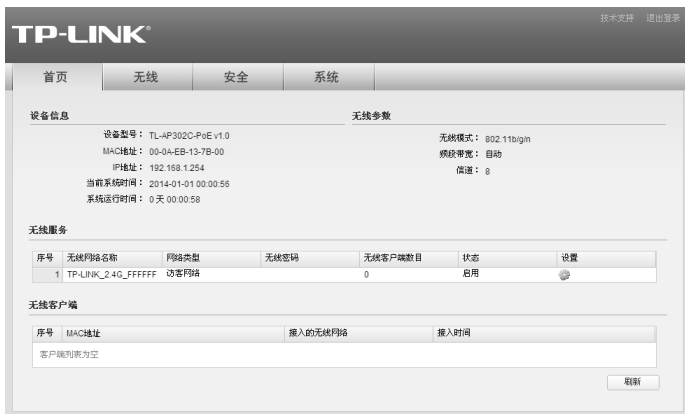 技术支持 退出登录
TP-LINK®
首页 无线 安全 系统
设备信息 无线参数
设备型号： TL-AP302C-PoE v1.0 无线模式： 802.11b/g/n
MAC地址： 00-0A-EB-13-7B-00 频段带宽： 自动
IP地址： 192.168.1.254 信道： 8
当前系统时间： 2014-01-01 00:00:56
系统运行时间： 0 天 00:00:58
无线服务
序号 无线网络名称 网络类型 无线密码 无线客户端数目 状态 设置
1 TP-LINK_2.4G_FFFFFF 访客网络 0 启用
无线客户端
序号 MAC地址 接入的无线网络 接入时间
客户端列表为空
刷新